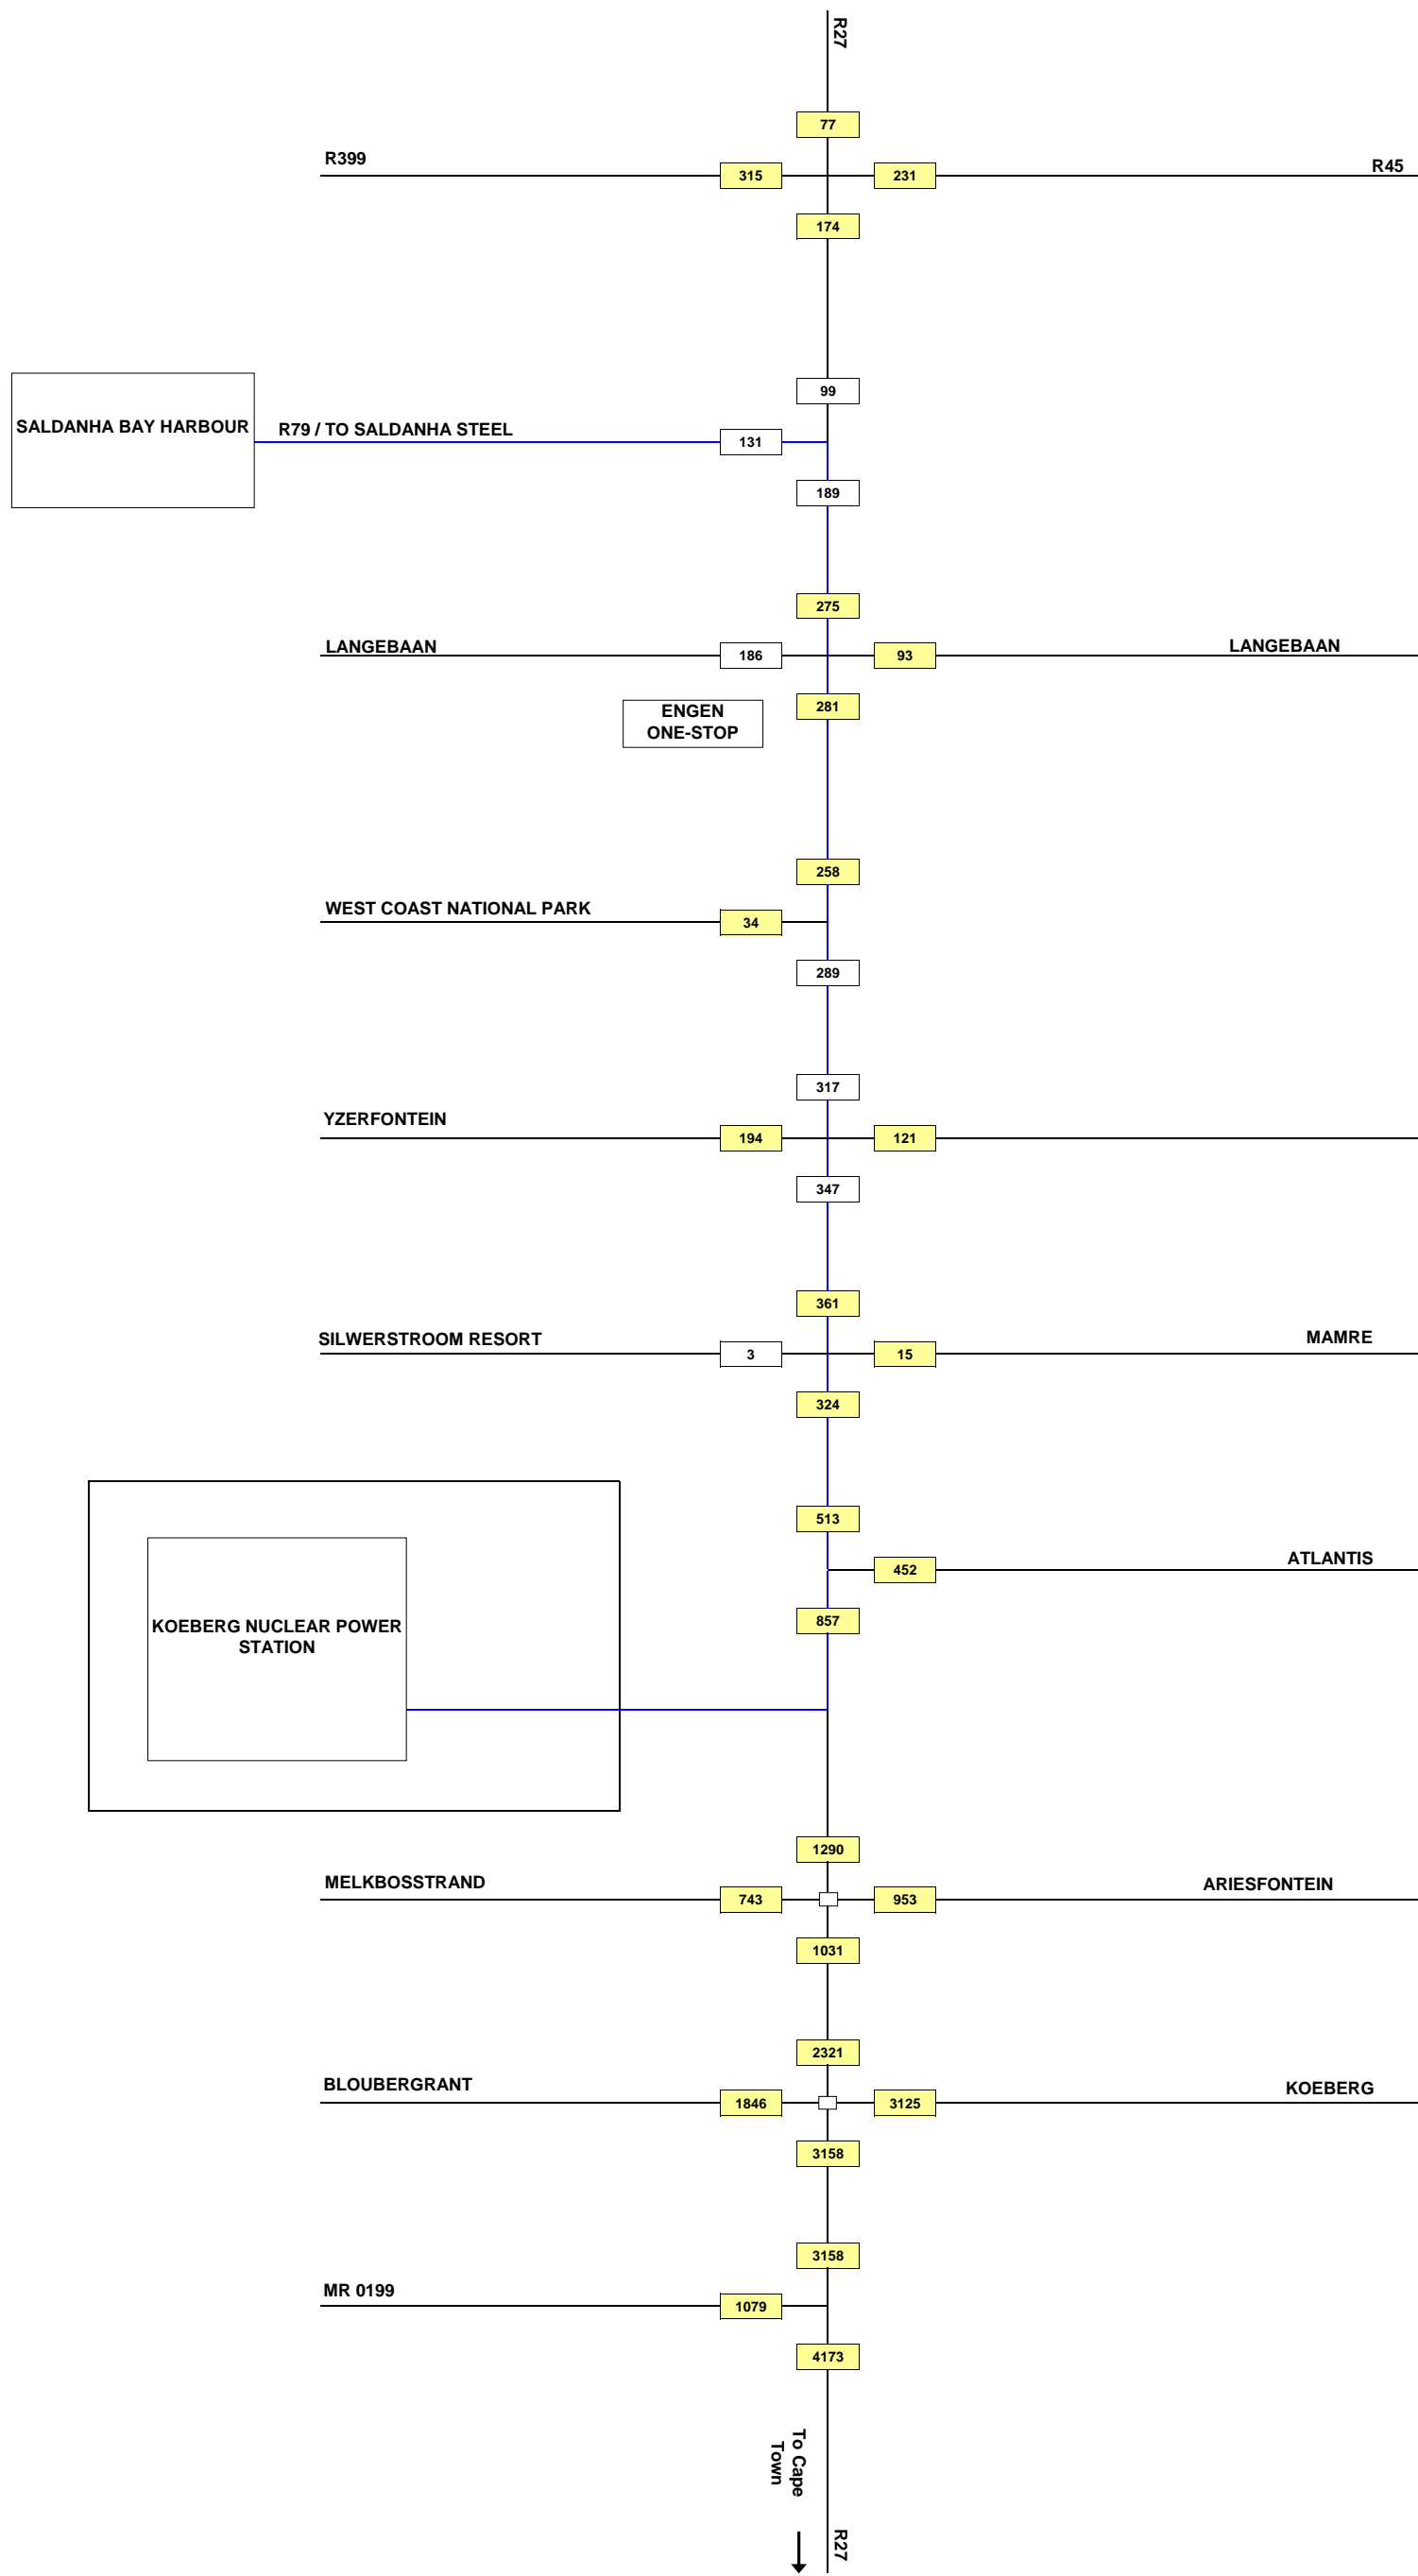 R27
77
R399
315
231
R45
174
99
SALDANHA BAY HARBOUR
R79 / TO SALDANHA STEEL
131
189
275
LANGEBAAN
186
93
LANGEBAAN
281
ENGEN
ONE-STOP
258
WEST COAST NATIONAL PARK
34
289
317
YZERFONTEIN
194
121
347
361
SILWERSTROOM RESORT
3
15
MAMRE
324
513
452
ATLANTIS
857
KOEBERG NUCLEAR POWER
STATION
1290
MELKBOSSTRAND
743
953
ARIESFONTEIN
1031
2321
BLOUBERGRANT
1846
3125
KOEBERG
3158
3158
MR 0199
1079
4173
To Cape
Town
R27